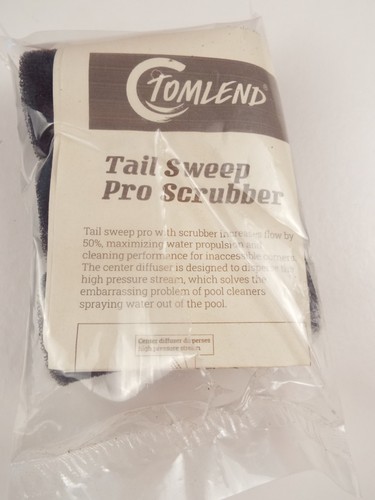 TOMLEND®
Tail Sweep
Pro Scrubber
Tail sweep pro with scrubber increases flow by
50%, maximizing water propulsion and
cleaning performance for inaccessible corners.
The center diffuser is designed to disperse the
high pressure stream, which solves the
embarrassing problem of pool cleaners
spraying water out of the pool.
Center diffuser disperses
high pressure stream.